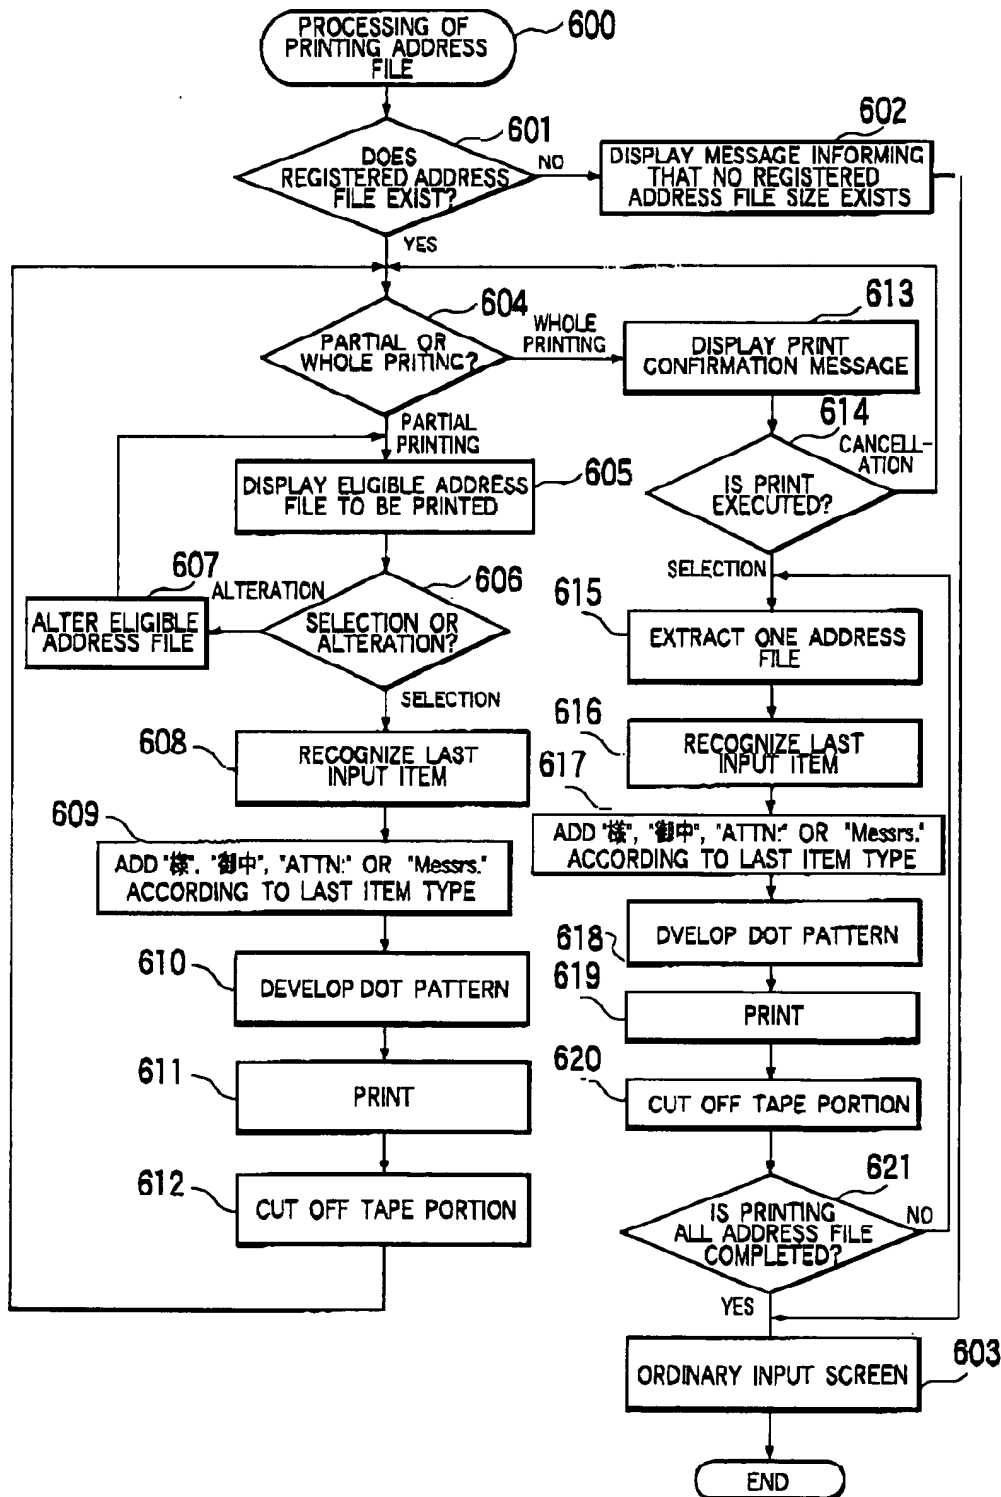 PROCESSING OF
PRINTING ADDRESS
FILE
600
601
DOES
REGISTERED ADDRESS
FILE EXIST?
NO
602
DISPLAY MESSAGE INFORMING
THAT NO REGISTERED
ADDRESS FILE SIZE EXISTS
YES
604
PARTIAL OR
WHOLE PRITING?
WHOLE
PRINTING
613
DISPLAY PRINT
CONFIRMATION MESSAGE
PARTIAL
PRINTING
614
CANCELL-
ATION
IS PRINT
EXECUTED?
605
DISPLAY ELIGIBLE ADDRESS
FILE TO BE PRINTED
SELECTION
607
ALTERATION
606
ALTER ELIGIBLE
ADDRESS FILE
SELECTION OR
ALTERATION?
615
EXTRACT ONE ADDRESS
FILE
SELECTION
608
RECOGNIZE LAST
INPUT ITEM
616
RECOGNIZE LAST
INPUT ITEM
609
ADD "様", "御中", "ATTN:" OR "Messrs."
ACCORDING TO LAST ITEM TYPE
617
ADD "様", "御中", "ATTN:" OR "Messrs."
ACCORDING TO LAST ITEM TYPE
610
DEVELOP DOT PATTERN
618
DVELOP DOT PATTERN
611
PRINT
619
PRINT
612
CUT OFF TAPE PORTION
620
CUT OFF TAPE PORTION
621
IS PRINTING
ALL ADDRESS FILE
COMPLETED?
NO
YES
603
ORDINARY INPUT SCREEN
END